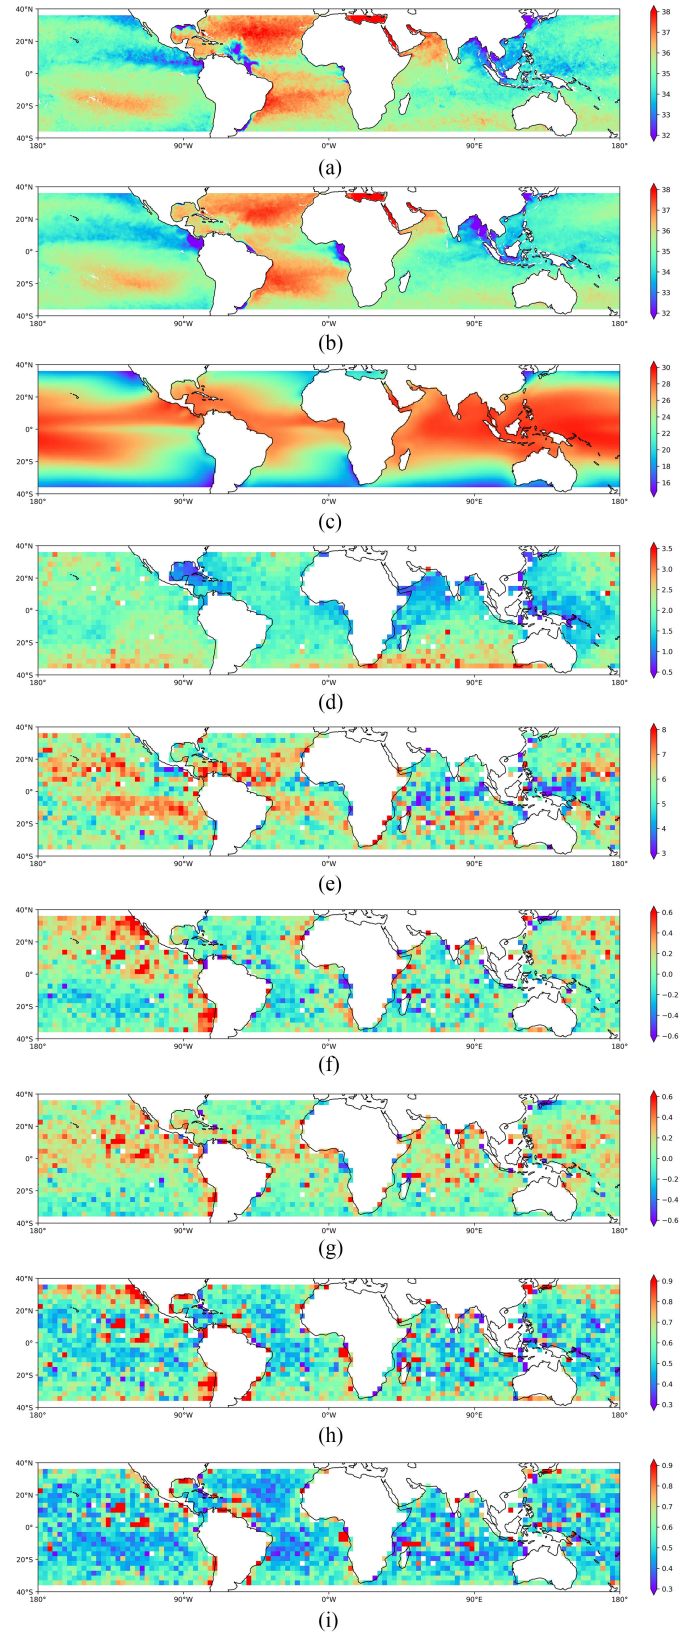 40°N
20°N
0°
20°S
40°S
180°
90°W
0°W
90°E
180°
38
37
36
35
34
33
32
(a)
40°N
20°N
0°
20°S
40°S
180°
90°W
0°W
90°E
180°
38
37
36
35
34
33
32
(b)
40°N
20°N
0°
20°S
40°S
180°
90°W
0°W
90°E
180°
30
28
26
24
22
20
18
16
(c)
40°N
20°N
0°
20°S
40°S
180°
90°W
0°W
90°E
180°
3.5
3.0
2.5
2.0
1.5
1.0
0.5
(d)
40°N
20°N
0°
20°S
40°S
180°
90°W
0°W
90°E
180°
8
7
6
5
4
3
(e)
40°N
20°N
0°
20°S
40°S
180°
90°W
0°W
90°E
180°
0.6
0.4
0.2
0.0
−0.2
−0.4
−0.6
(f)
40°N
20°N
0°
20°S
40°S
180°
90°W
0°W
90°E
180°
0.6
0.4
0.2
0.0
−0.2
−0.4
−0.6
(g)
40°N
20°N
0°
20°S
40°S
180°
90°W
0°W
90°E
180°
0.9
0.8
0.7
0.6
0.5
0.4
0.3
(h)
40°N
20°N
0°
20°S
40°S
180°
90°W
0°W
90°E
180°
0.9
0.8
0.7
0.6
0.5
0.4
0.3
(i)